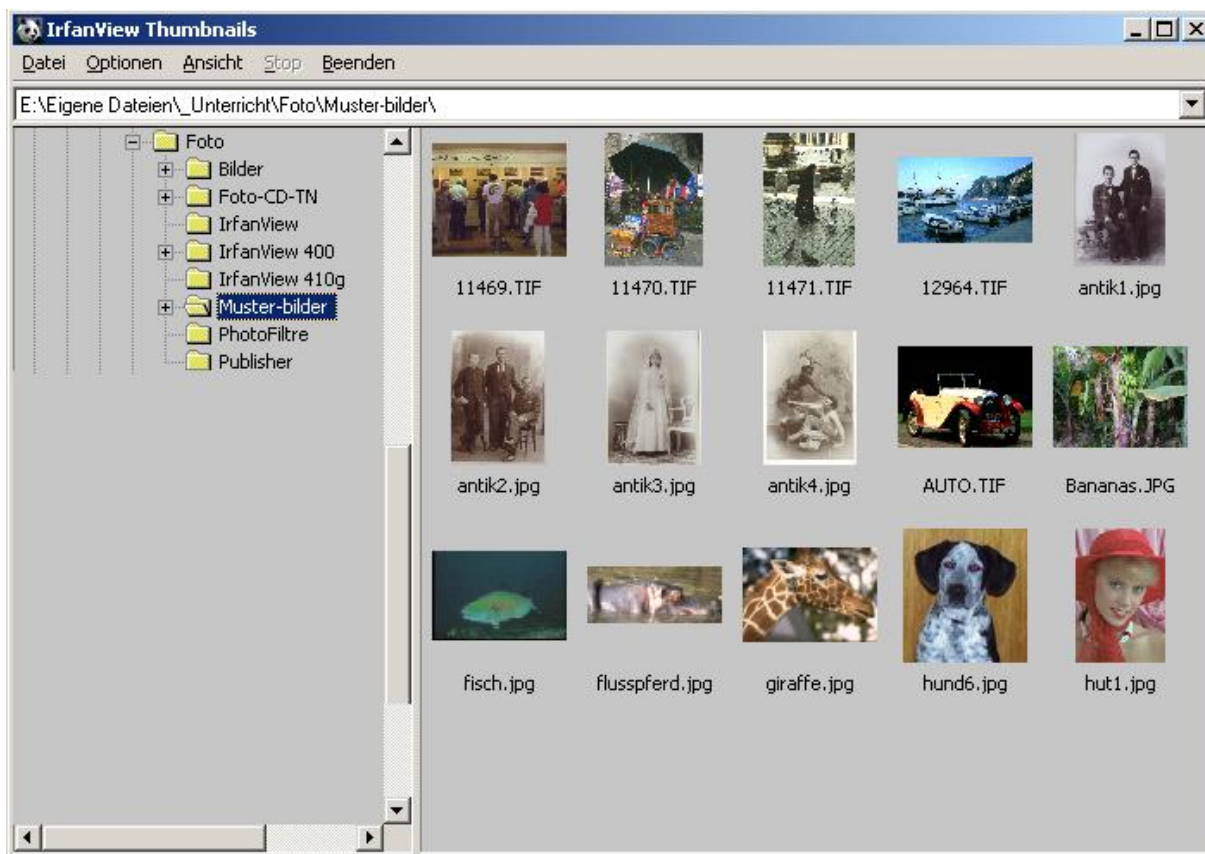 IrfanView Thumbnails
Datei Optionen Ansicht Stop Beenden
E:\Eigene Dateien\_Unterricht\Foto\Muster-bilder\
Foto
Bilder
Foto-CD-TN
IrfanView
IrfanView 400
IrfanView 410g
Muster-bilder
PhotoFiltre
Publisher
11469.TIF 11470.TIF 11471.TIF 12964.TIF antik1.jpg
antik2.jpg antik3.jpg antik4.jpg AUTO.TIF Bananas.JPG
fisch.jpg flusspferd.jpg giraffe.jpg hund6.jpg hut1.jpg